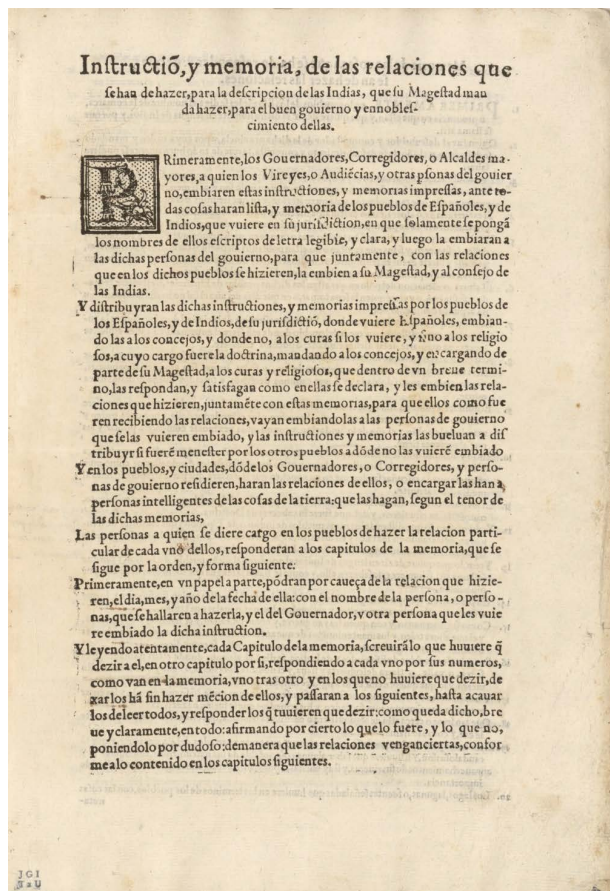 Instructiõ, y memoria, de las relaciones que
se han de hazer, para la descripcion de las Indias, que su Magestad man
da hazer, para el buen gouierno y ennobles-
cimiento dellas.
PRimeramente, los Gouernadores, Corregidores, o Alcaldes ma-
yores, a quien los Vireyes, o Audiẽcias, y otras psonas del gouier
no, embiaren estas instructiones, y memorias impressas, ante to-
das cosas haran lista, y memoria de los pueblos de Españoles, y de
Indios, que vuiere en su jurisdiction, en que solamente se pongã
los nombres de ellos escriptos de letra legible, y clara, y luego la embiaran a
las dichas personas del gouierno, para que juntamente, con las relaciones
que en los dichos pueblos se hizieren, la embien a su Magestad, y al consejo de
las Indias.
Y distribuyran las dichas instructiones, y memorias impressas por los pueblos de
los Españoles, y de Indios, de su jurisdictiõ, donde vuiere Españoles, embian-
do las a los concejos, y donde no, a los curas si los vuiere, y sino a los religio
sos, a cuyo cargo fuere la doctrina, mandando a los concejos, y encargando de
parte de su Magestad, a los curas y religiosos, que dentro de vn breue termi-
no, las respondan, y satisfagan como en ellas se declara, y les embien las rela-
ciones que hizieren, juntamẽte con estas memorias, para que ellos como fue
ren recibiendo las relaciones, vayan embiandolas a las personas de gouierno
que se las vuieren embiado, y las instructiones y memorias las bueluan a dis
tribuyr si fuerẽ menester por los otros pueblos a dõde no las vuierẽ embiado
Y en los pueblos, y ciudades, dõde los Gouernadores, o Corregidores, y perso-
nas de gouierno residieren, haran las relaciones de ellos, o encargar las han a
personas intelligentes de las cosas de la tierra: que las hagan, segun el tenor de
las dichas memorias,
Las personas a quien se diere cargo en los pueblos de hazer la relacion parti-
cular de cada vno dellos, responderan a los capitulos de la memoria, que se
sigue por la orden, y forma siguiente:
Primeramente, en vn papel a parte, põdran por caueça de la relacion que hizie-
ren, el dia, mes, y año de la fecha de ella: con el nombre de la persona, o perso-
nas, que se hallaren a hazerla, y el del Gouernador, v otra persona que les vuie
re embiado la dicha instruction.
Y leyendo atentamente, cada Capitulo de la memoria, screuirã lo que huuiere q̃
dezir a el, en otro capitulo por si, respondiendo a cada vno por sus numeros,
como van en la memoria, vno tras otro y en los que no huuiere que dezir, de
xar los hã sin hazer mẽcion de ellos, y passaran a los siguientes, hasta acauar
los de leer todos, y responder los q̃ tuuieren que dezir: como queda dicho, bre
ue y claramente, en todo: afirmando por cierto lo que lo fuere, y lo que no,
poniendolo por dudoso: demanera que las relaciones vengan ciertas, confor
me a lo contenido en los capitulos siguientes.
JGI